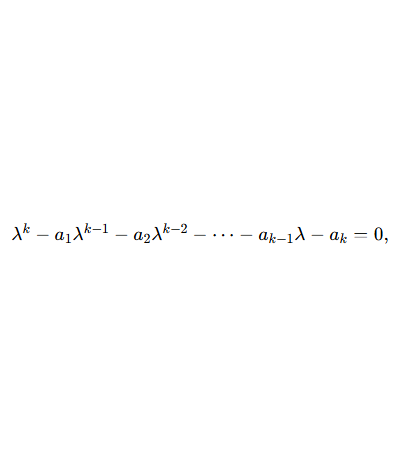 λ^k − a_1λ^{k−1} − a_2λ^{k−2} − ⋯ − a_{k−1}λ − a_k = 0,